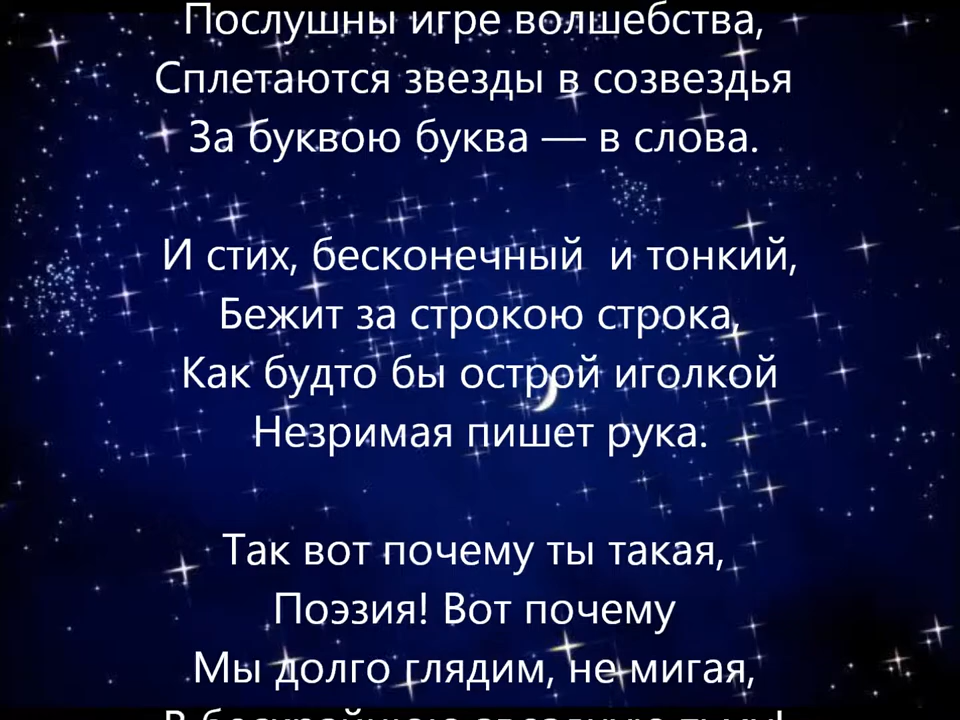 Послушны игре волшебства,
Сплетаются звезды в созвездья
За буквою буква — в слова.
И стих, бесконечный и тонкий,
Бежит за строкою строка,
Как будто бы острой иголкой
Незримая пишет рука.
Так вот почему ты такая,
Поэзия! Вот почему
Мы долго глядим, не мигая,